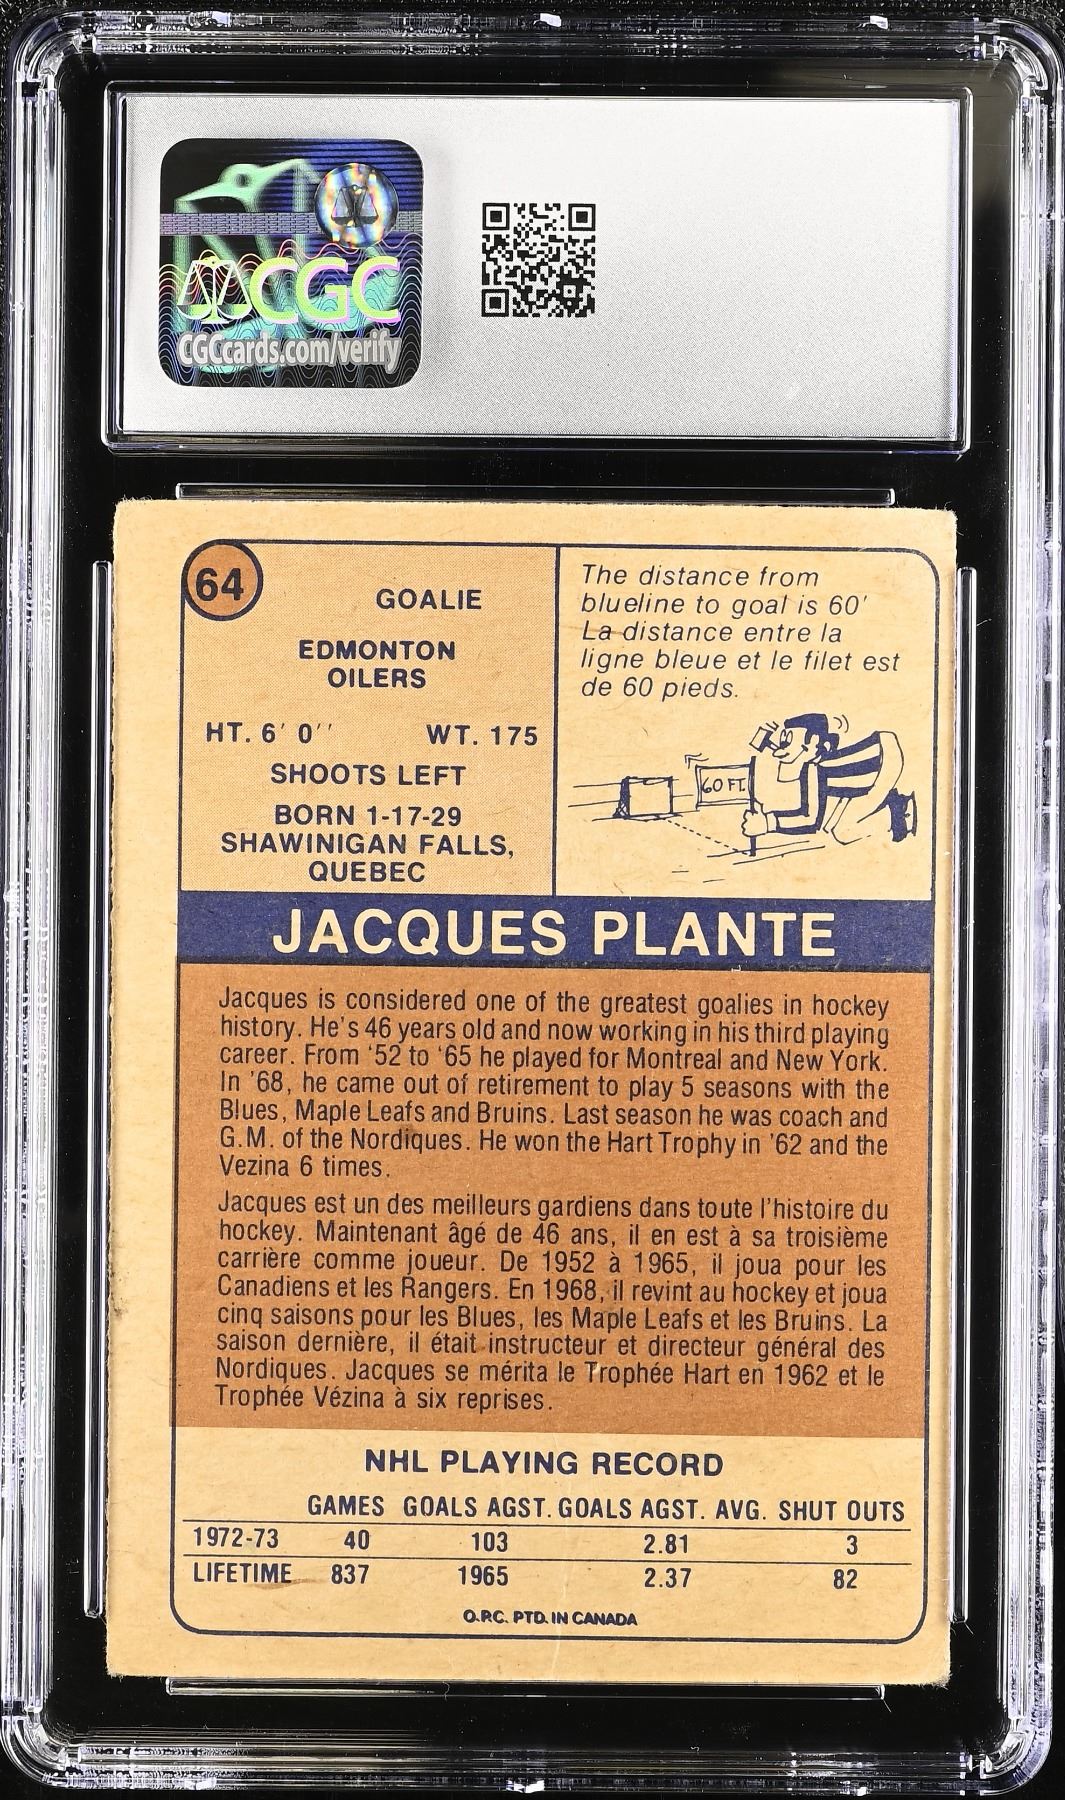 CGC
CGCcards.com/verify
64
GOALIE
EDMONTON
OILERS
HT. 6' 0'' WT. 175
SHOOTS LEFT
BORN 1-17-29
SHAWINIGAN FALLS,
QUEBEC
The distance from
blueline to goal is 60'
La distance entre la
ligne bleue et le filet est
de 60 pieds.
60 FT.
JACQUES PLANTE
Jacques is considered one of the greatest goalies in hockey
history. He's 46 years old and now working in his third playing
career. From '52 to '65 he played for Montreal and New York.
In '68, he came out of retirement to play 5 seasons with the
Blues, Maple Leafs and Bruins. Last season he was coach and
G.M. of the Nordiques. He won the Hart Trophy in '62 and the
Vezina 6 times.
Jacques est un des meilleurs gardiens dans toute l'histoire du
hockey. Maintenant âgé de 46 ans, il en est à sa troisième
carrière comme joueur. De 1952 à 1965, il joua pour les
Canadiens et les Rangers. En 1968, il revint au hockey et joua
cinq saisons pour les Blues, les Maple Leafs et les Bruins. La
saison dernière, il était instructeur et directeur général des
Nordiques. Jacques se mérita le Trophée Hart en 1962 et le
Trophée Vézina à six reprises.
NHL PLAYING RECORD
GAMES GOALS AGST. GOALS AGST. AVG. SHUT OUTS
1972-73 40 103 2.81 3
LIFETIME 837 1965 2.37 82
O.P.C. PTD. IN CANADA